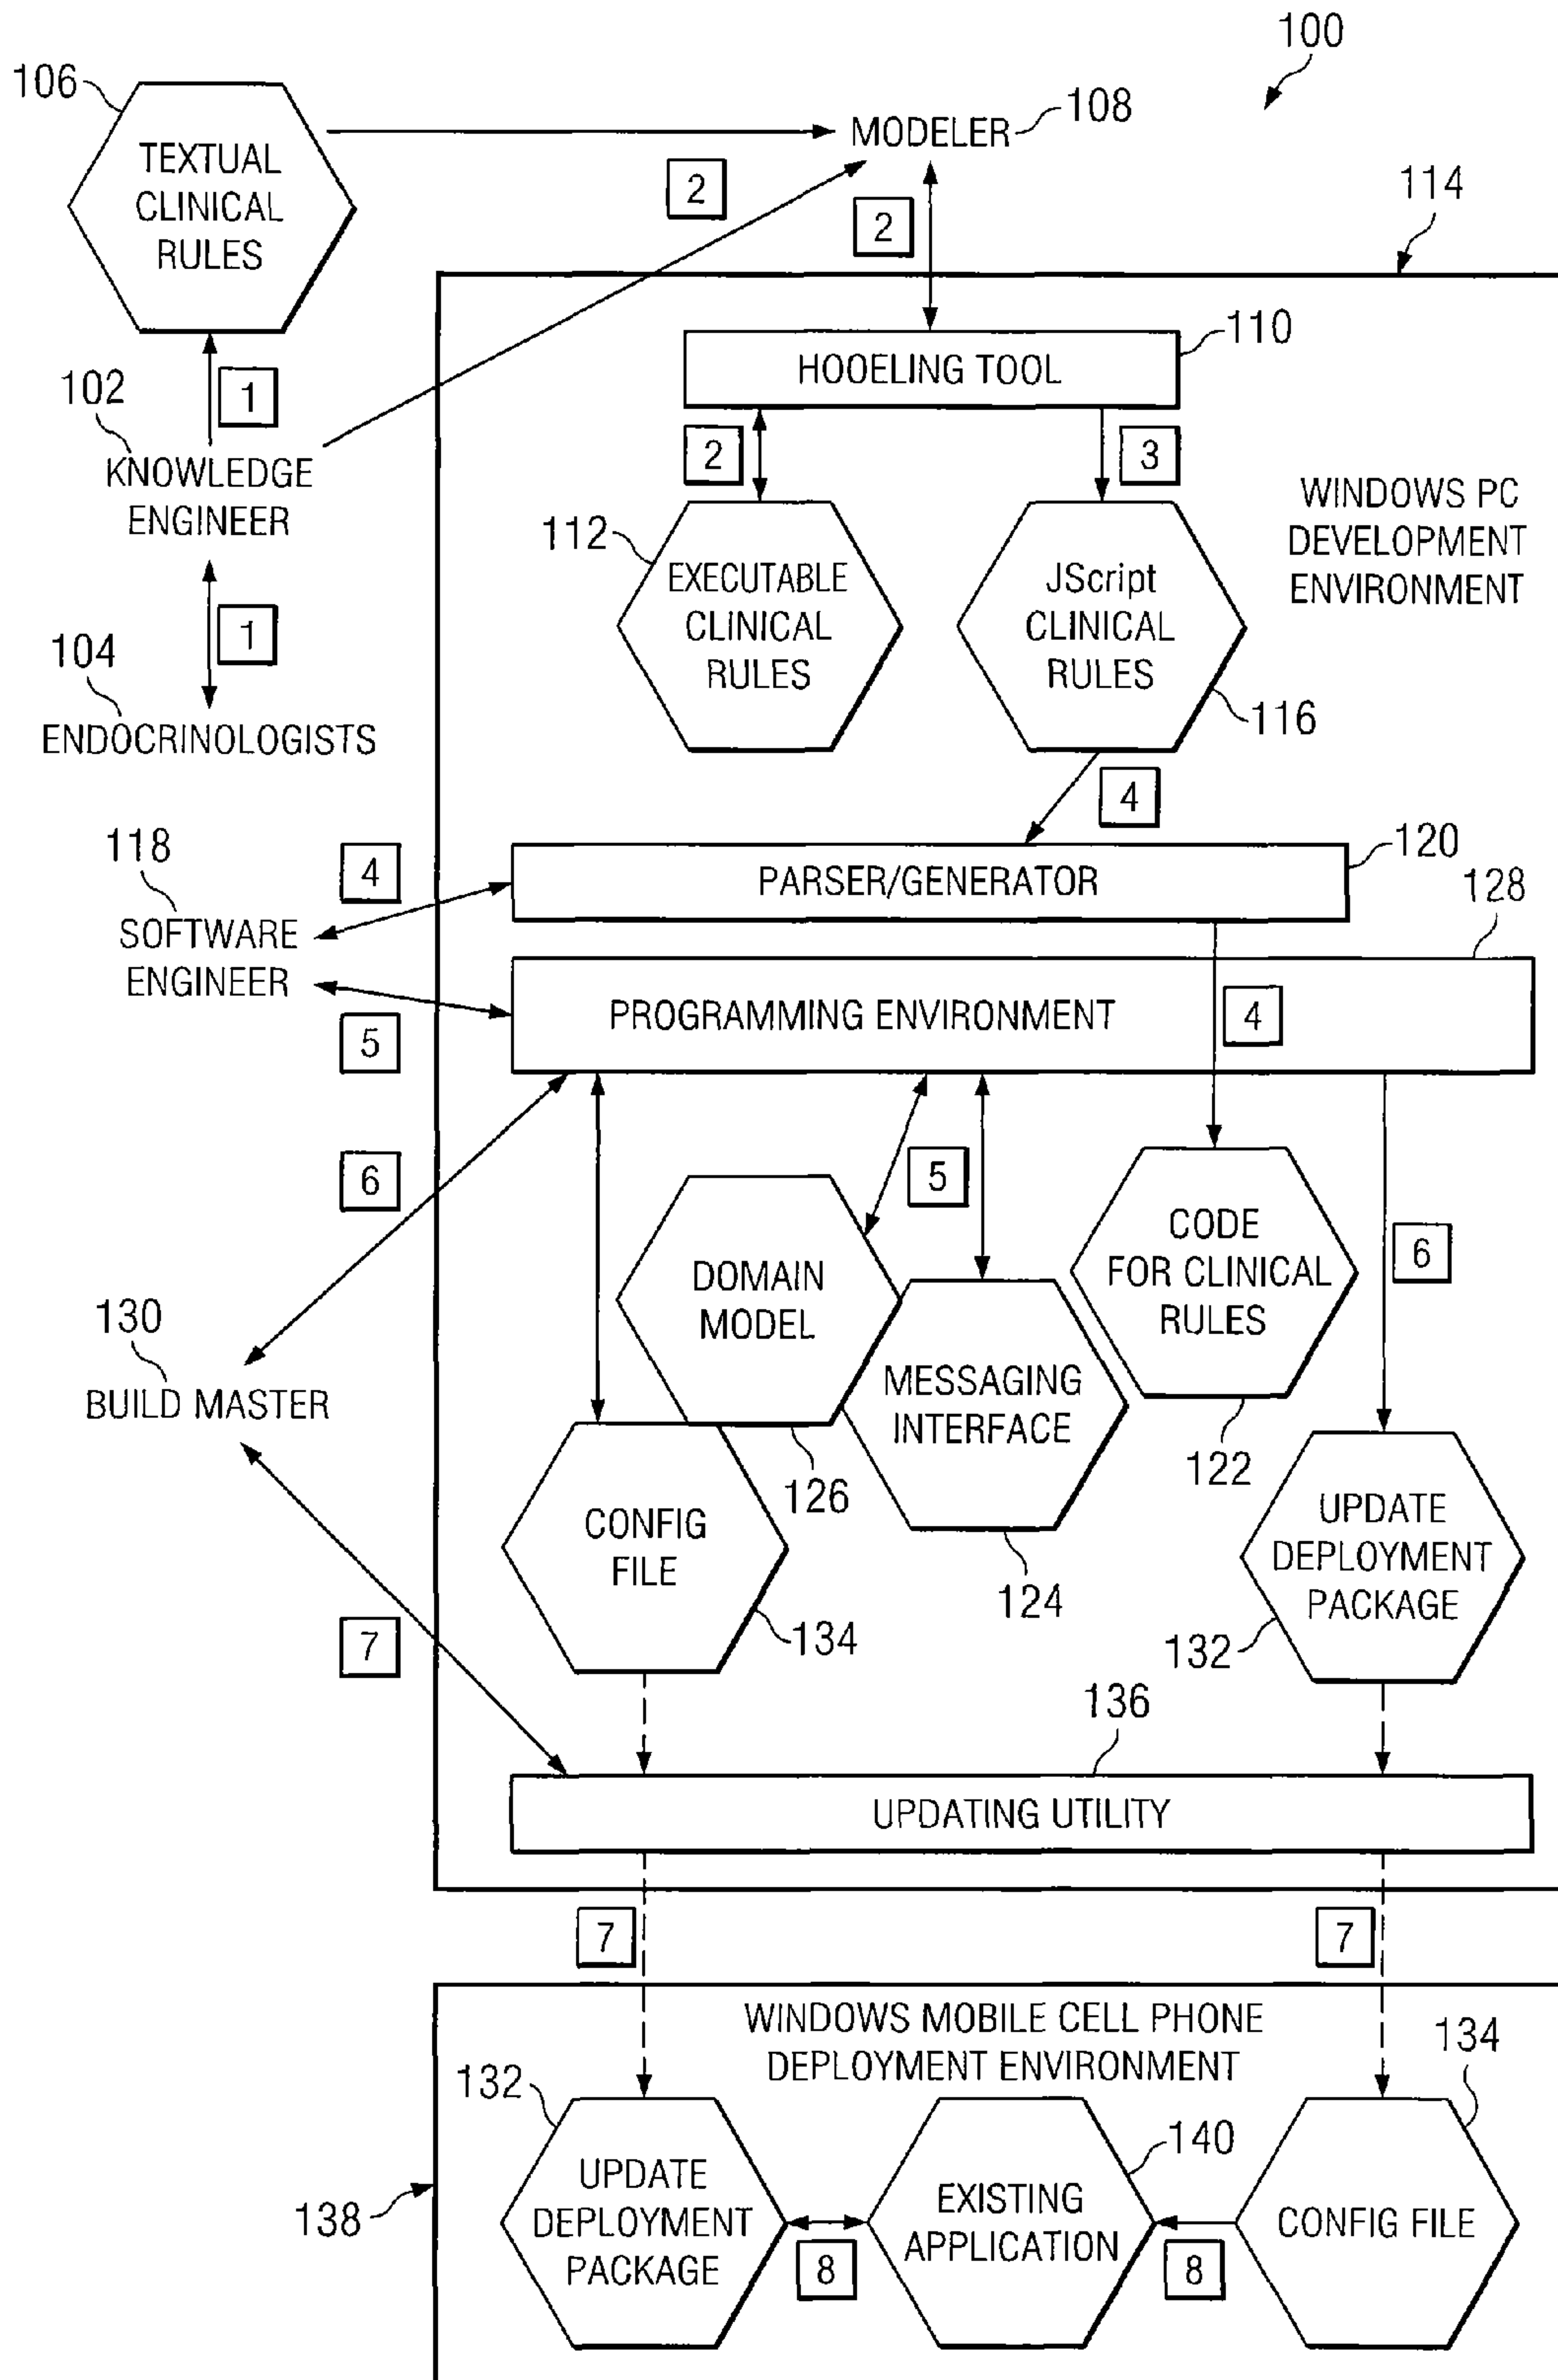 100
106
TEXTUAL
CLINICAL
RULES
MODELER
108
2
2
114
1
110
HOOELING TOOL
102
KNOWLEDGE
ENGINEER
2
3
WINDOWS PC
DEVELOPMENT
ENVIRONMENT
112
EXECUTABLE
CLINICAL
RULES
JScript
CLINICAL
RULES
116
1
104
ENDOCRINOLOGISTS
4
118
SOFTWARE
ENGINEER
4
PARSER/GENERATOR
120
128
5
PROGRAMMING ENVIRONMENT
4
6
5
DOMAIN
MODEL
126
CODE
FOR CLINICAL
RULES
122
6
130
BUILD MASTER
MESSAGING
INTERFACE
124
CONFIG
FILE
134
UPDATE
DEPLOYMENT
PACKAGE
132
7
136
UPDATING UTILITY
7
7
WINDOWS MOBILE CELL PHONE
DEPLOYMENT ENVIRONMENT
138
132
UPDATE
DEPLOYMENT
PACKAGE
8
140
EXISTING
APPLICATION
8
134
CONFIG FILE